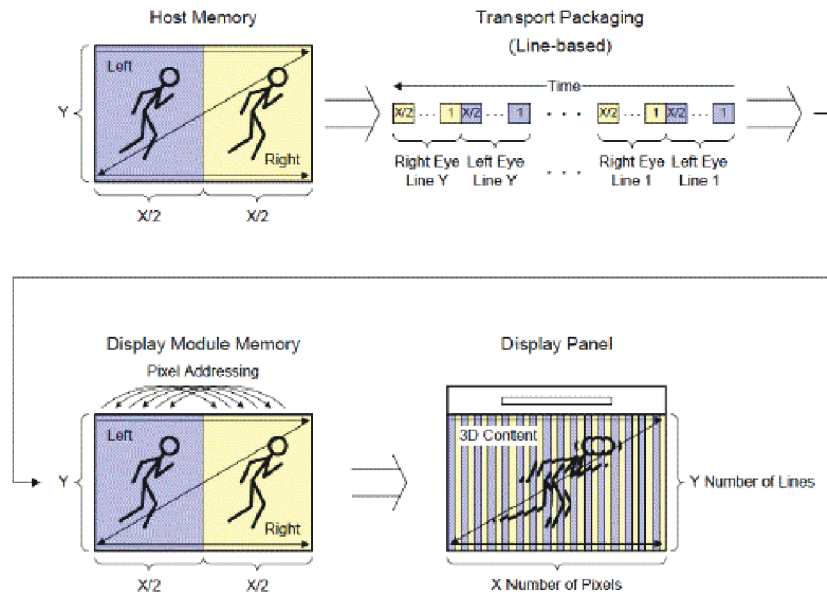 Host Memory
Transport Packaging
(Line-based)
Left
Time
Y
X/2 ... 1 X/2 ... 1 . . . X/2 ... 1 X/2 ... 1
Right
Right Eye Left Eye Right Eye Left Eye
Line Y Line Y . . . Line 1 Line 1
X/2 X/2
Display Module Memory
Display Panel
Pixel Addressing
Left
3D Content
Y
Y Number of Lines
Right
X/2 X/2
X Number of Pixels